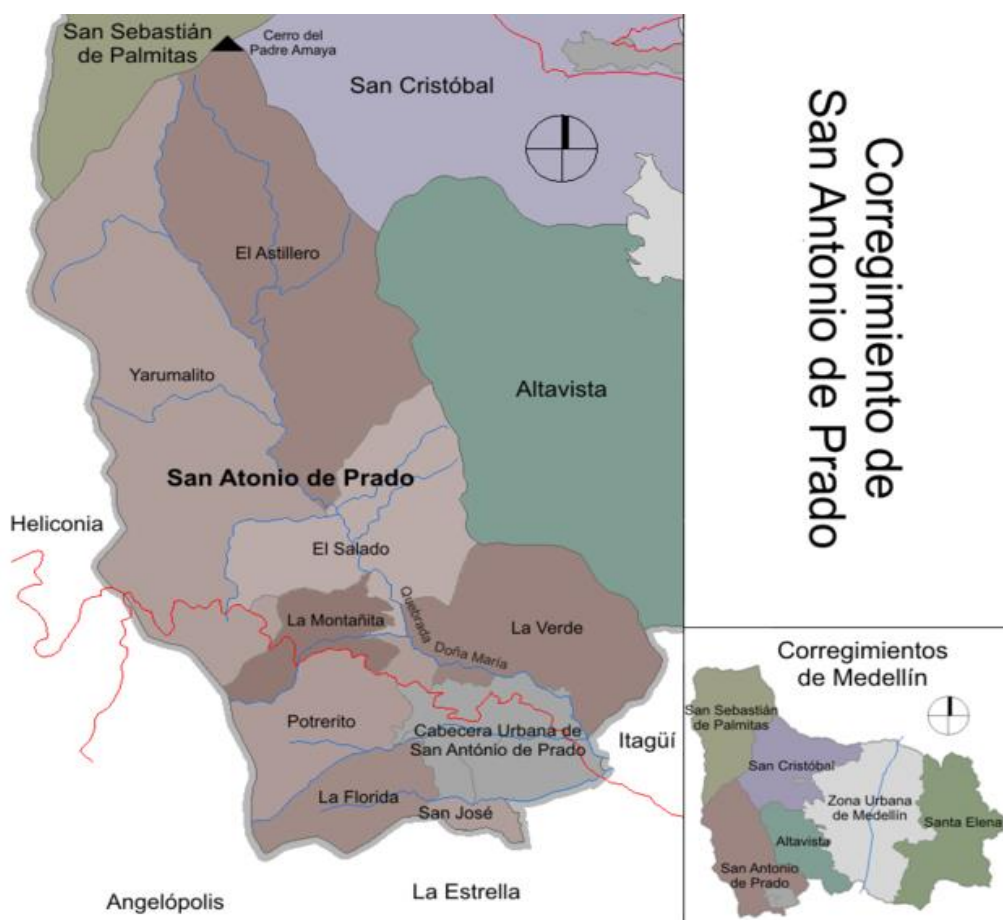 San Sebastián
de Palmitas
Cerro del
Padre Amaya
San Cristóbal
El Astillero
Yarumalito
Altavista
San Atonio de Prado
Heliconia
El Salado
La Montañita
Quebrada
Doña María
La Verde
Potrerito
Cabecera Urbana de
San António de Prado
Itagüí
La Florida
San José
Angelópolis
La Estrella
Corregimiento de
San Antonio de Prado
Corregimientos
de Medellín
San Sebastián
de Palmitas
San Cristóbal
Zona Urbana
de Medellín
Santa Elena
Altavista
San Antonio
de Prado